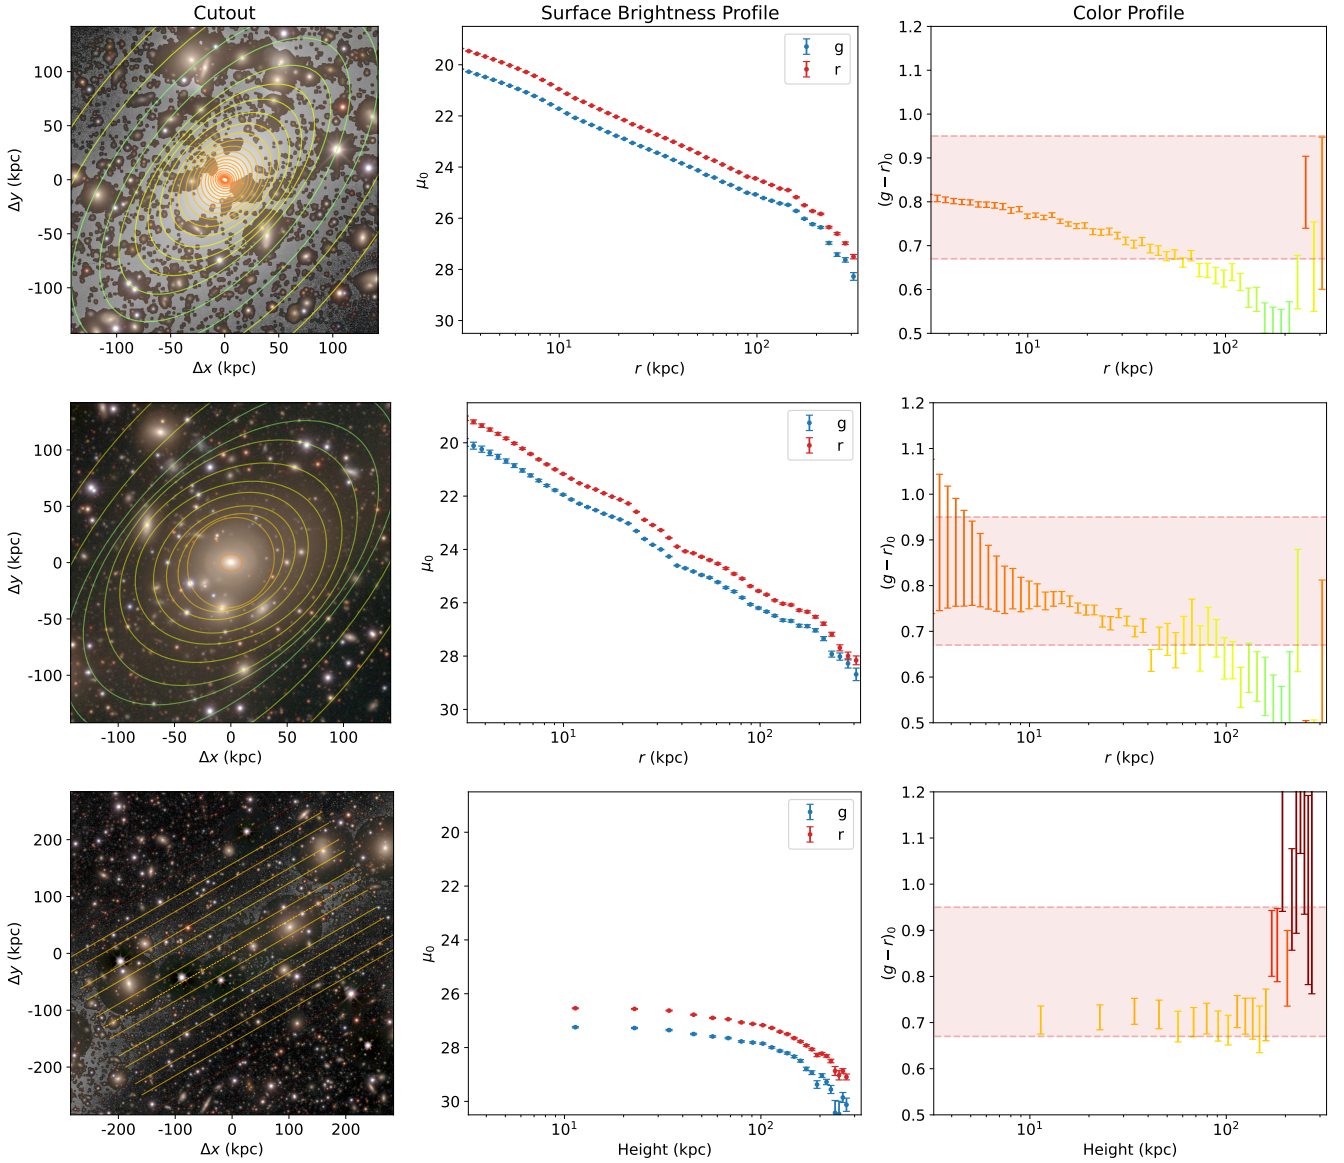 Cutout
Surface Brightness Profile
Color Profile
100
50
0
-50
-100
Δy (kpc)
-100 -50 0 50 100
Δx (kpc)
20
22
24
26
28
30
μ0
g
r
10^1 10^2
r (kpc)
1.2
1.1
1.0
0.9
0.8
0.7
0.6
0.5
(g − r)0
10^1 10^2
r (kpc)
100
50
0
-50
-100
Δy (kpc)
-100 -50 0 50 100
Δx (kpc)
20
22
24
26
28
30
μ0
g
r
10^1 10^2
r (kpc)
1.2
1.1
1.0
0.9
0.8
0.7
0.6
0.5
(g − r)0
10^1 10^2
r (kpc)
200
100
0
-100
-200
Δy (kpc)
-200 -100 0 100 200
Δx (kpc)
20
22
24
26
28
30
μ0
g
r
10^1 10^2
Height (kpc)
1.2
1.1
1.0
0.9
0.8
0.7
0.6
0.5
(g − r)0
10^1 10^2
Height (kpc)